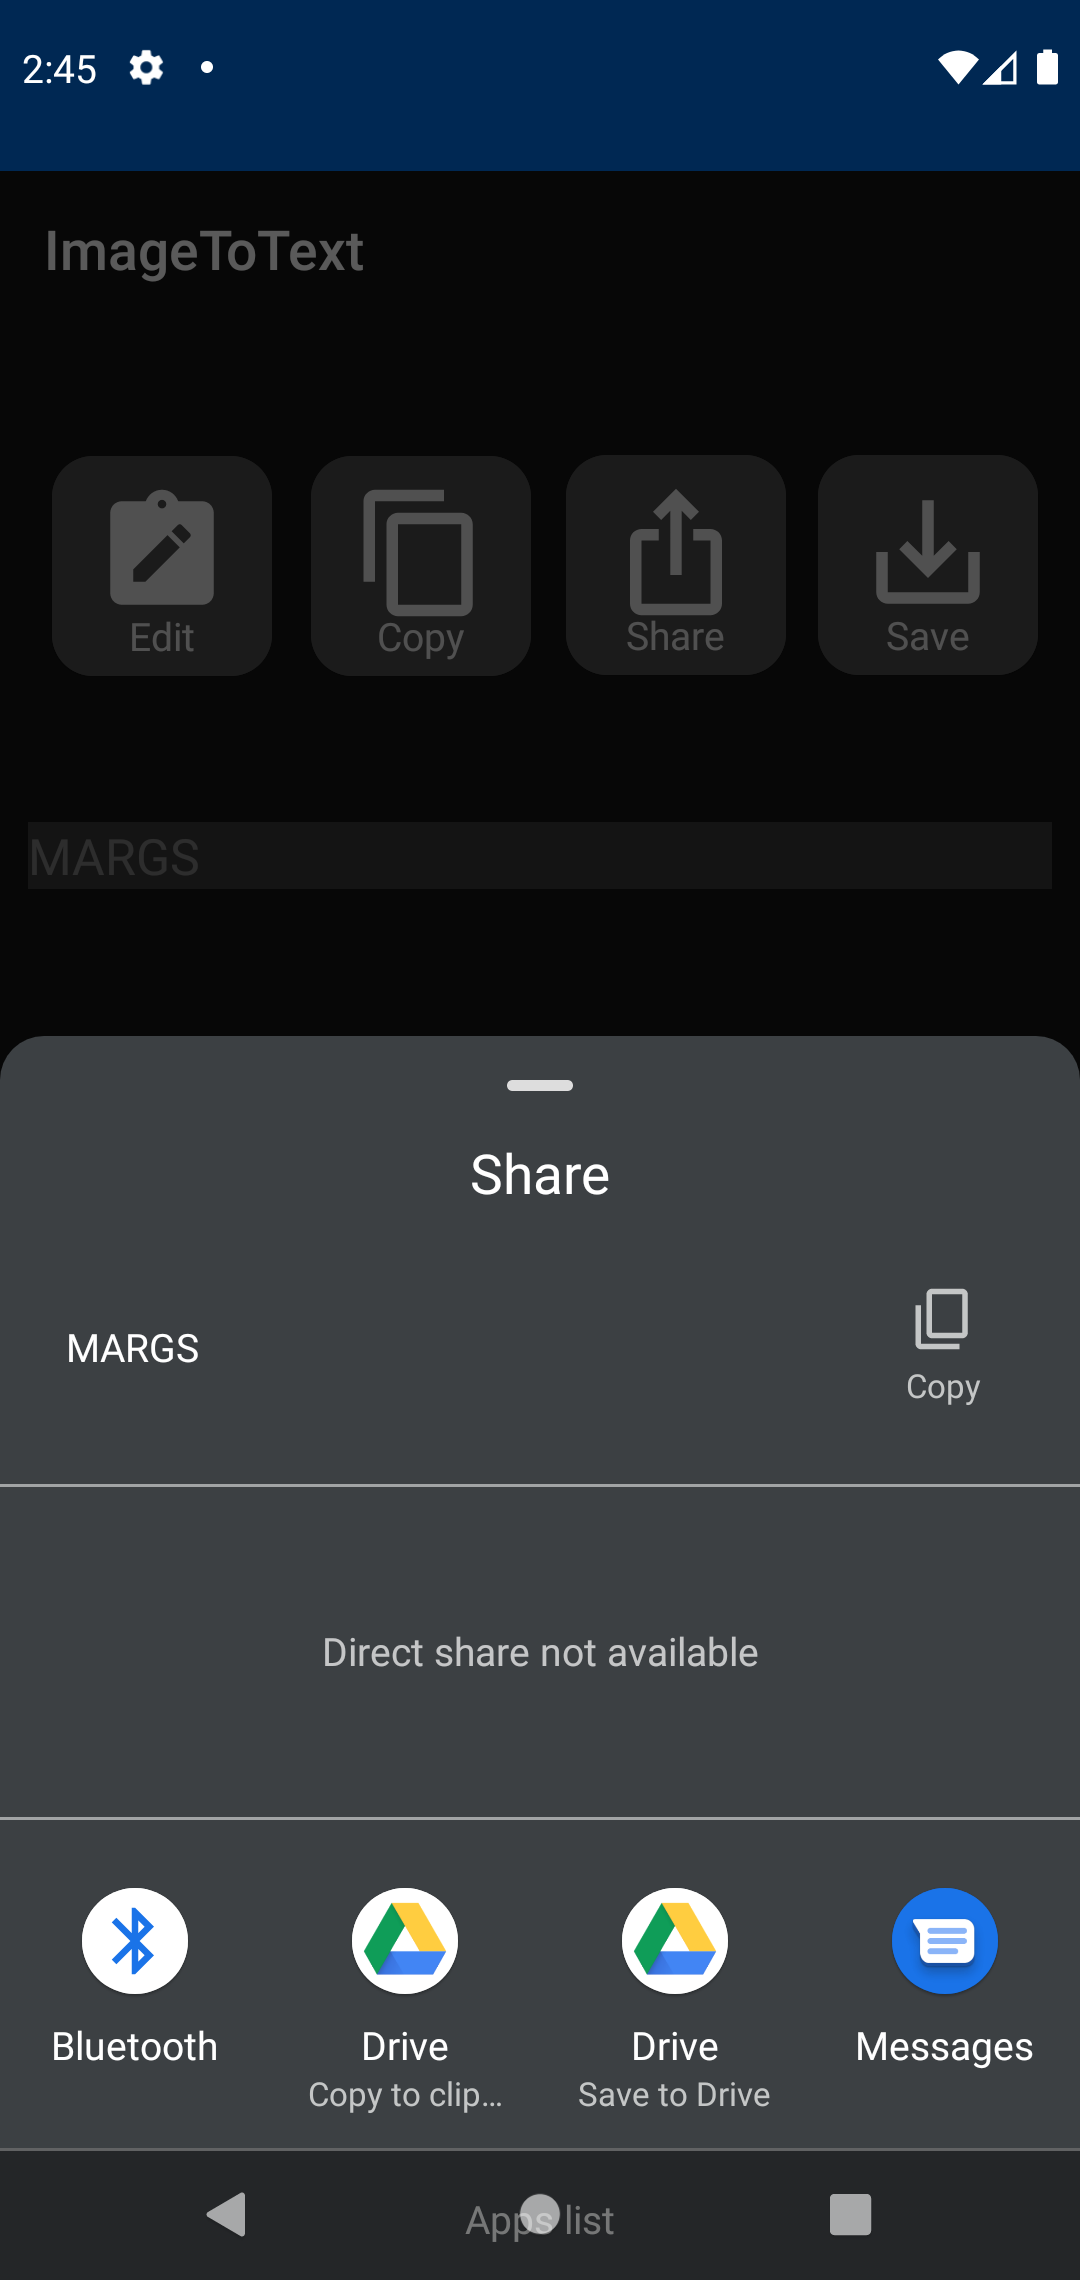 2:45
ImageToText
Edit
Copy
Share
Save
MARGS
Share
MARGS
Copy
Direct share not available
Bluetooth
Drive
Drive
Messages
Copy to clip...
Save to Drive
Apps list